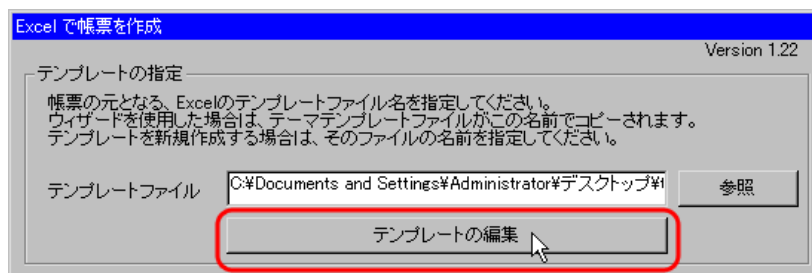 Excel で帳票を作成
Version 1.22
テンプレートの指定
帳票の元となる、Excelのテンプレートファイル名を指定してください。
ウィザードを使用した場合は、テーマテンプレートファイルがこの名前でコピーされます。
テンプレートを新規作成する場合は、そのファイルの名前を指定してください。
テンプレートファイル C:¥Documents and Settings¥Administrator¥デスクトップ¥t 参照
テンプレートの編集